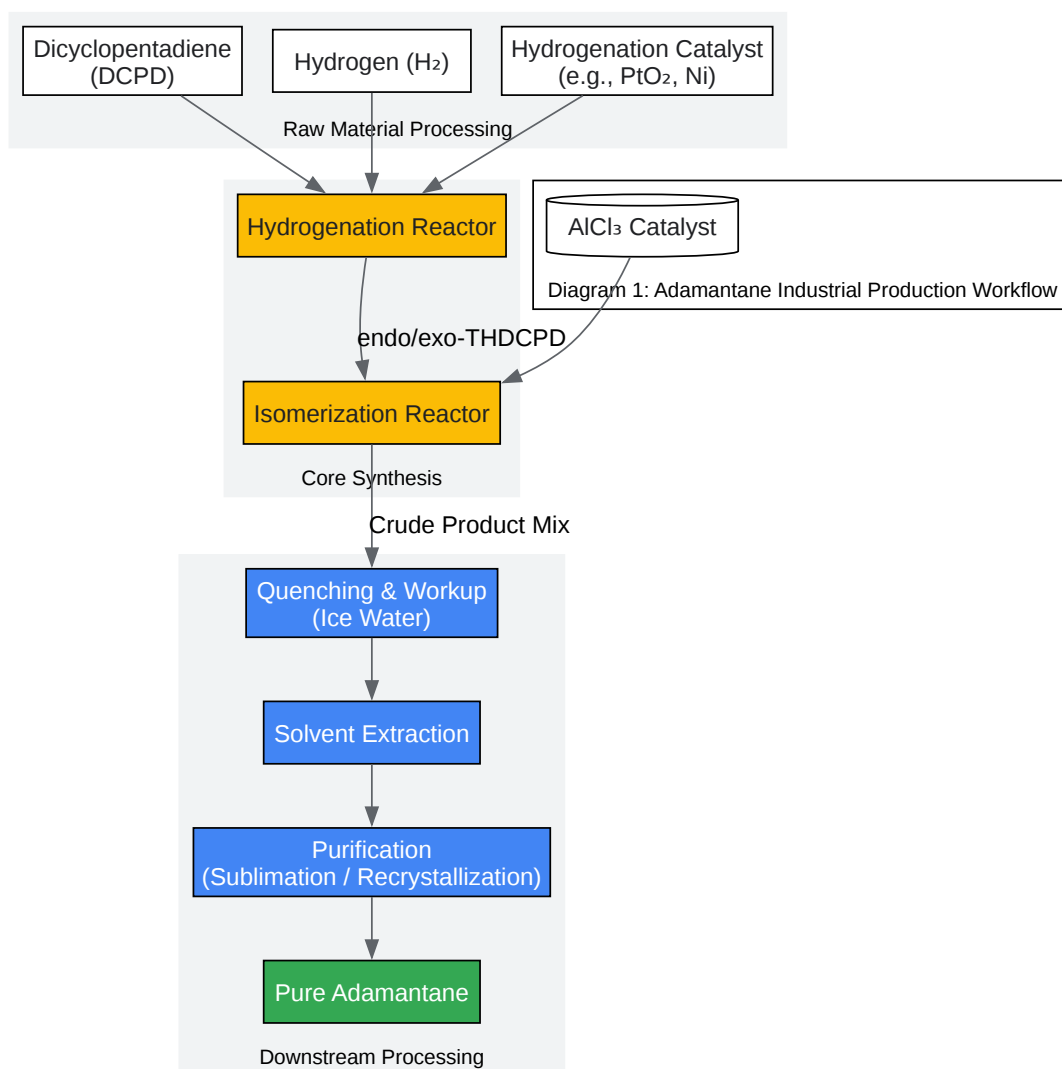 Dicyclopentadiene
(DCPD)
Hydrogen (H₂)
Hydrogenation Catalyst
(e.g., PtO₂, Ni)
Raw Material Processing
Hydrogenation Reactor
AlCl₃ Catalyst
Diagram 1: Adamantane Industrial Production Workflow
endo/exo-THDCPD
Isomerization Reactor
Core Synthesis
Crude Product Mix
Quenching & Workup
(Ice Water)
Solvent Extraction
Purification
(Sublimation / Recrystallization)
Pure Adamantane
Downstream Processing